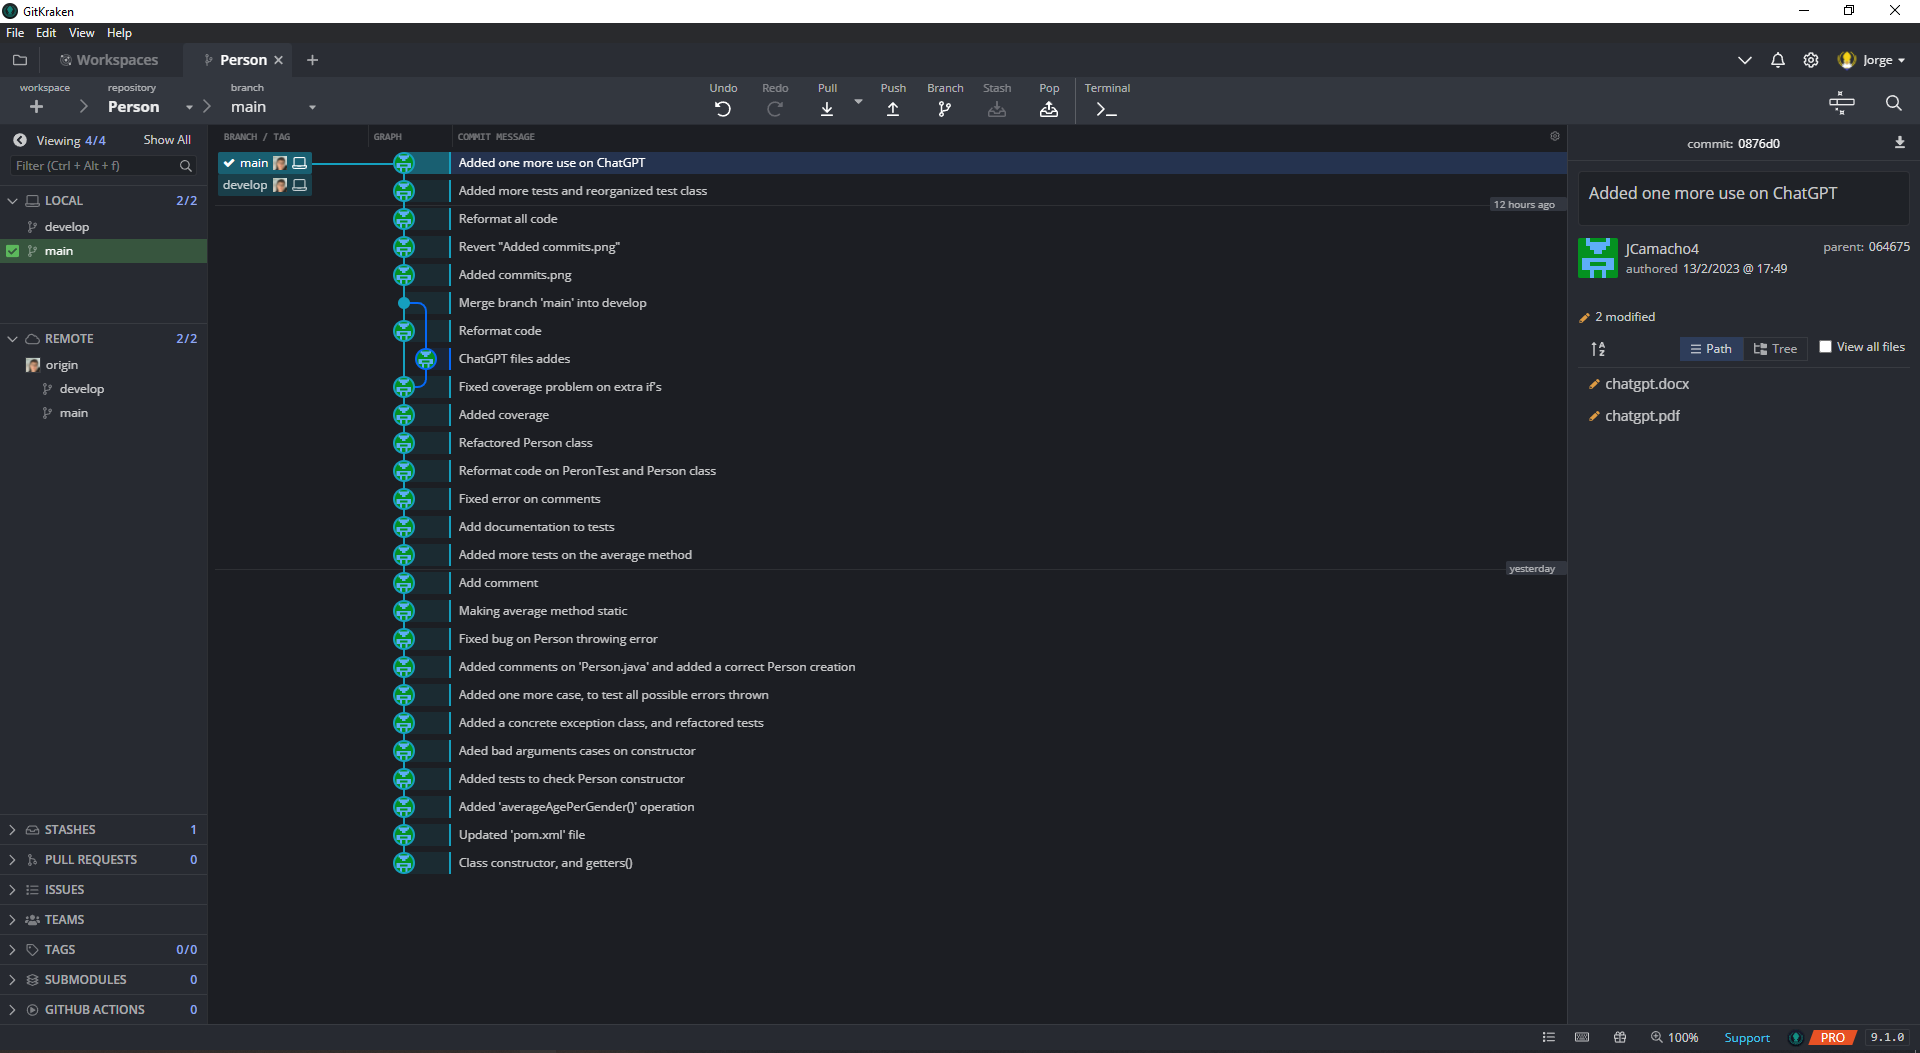 GitKraken
File Edit View Help
Workspaces Person Jorge
workspace repository branch
Person main
Undo Redo Pull Push Branch Stash Pop Terminal
Viewing 4/4 Show All
Filter (Ctrl + Alt + f)
LOCAL 2/2
develop
main
REMOTE 2/2
origin
develop
main
STASHES 1
PULL REQUESTS 0
ISSUES
TEAMS
TAGS 0/0
SUBMODULES 0
GITHUB ACTIONS 0
BRANCH / TAG GRAPH COMMIT MESSAGE
main Added one more use on ChatGPT
develop Added more tests and reorganized test class
12 hours ago
Reformat all code
Revert "Added commits.png"
Added commits.png
Merge branch 'main' into develop
Reformat code
ChatGPT files addes
Fixed coverage problem on extra if's
Added coverage
Refactored Person class
Reformat code on PeronTest and Person class
Fixed error on comments
Add documentation to tests
Added more tests on the average method
yesterday
Add comment
Making average method static
Fixed bug on Person throwing error
Added comments on 'Person.java' and added a correct Person creation
Added one more case, to test all possible errors thrown
Added a concrete exception class, and refactored tests
Aded bad arguments cases on constructor
Added tests to check Person constructor
Added 'averageAgePerGender()' operation
Updated 'pom.xml' file
Class constructor, and getters()
commit: 0876d0
Added one more use on ChatGPT
JCamacho4 parent: 064675
authored 13/2/2023 @ 17:49
2 modified
Path Tree View all files
chatgpt.docx
chatgpt.pdf
100% Support PRO 9.1.0